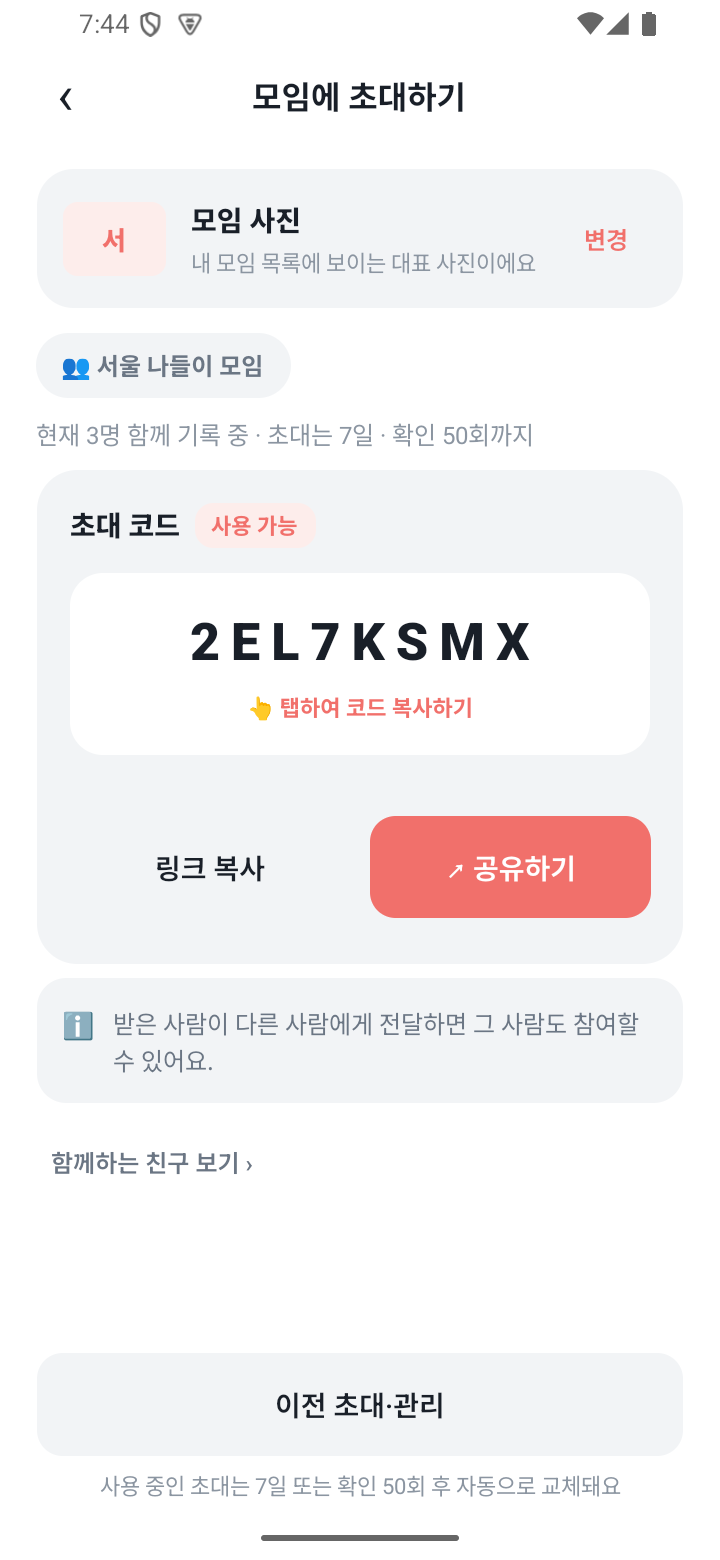 7:44
모임에 초대하기
서
모임 사진
내 모임 목록에 보이는 대표 사진이에요
변경
👥 서울 나들이 모임
현재 3명 함께 기록 중 · 초대는 7일 · 확인 50회까지
초대 코드
사용 가능
2EL7KSMX
👆 탭하여 코드 복사하기
링크 복사
↗ 공유하기
ℹ️ 받은 사람이 다른 사람에게 전달하면 그 사람도 참여할
수 있어요.
함께하는 친구 보기 ›
이전 초대·관리
사용 중인 초대는 7일 또는 확인 50회 후 자동으로 교체돼요